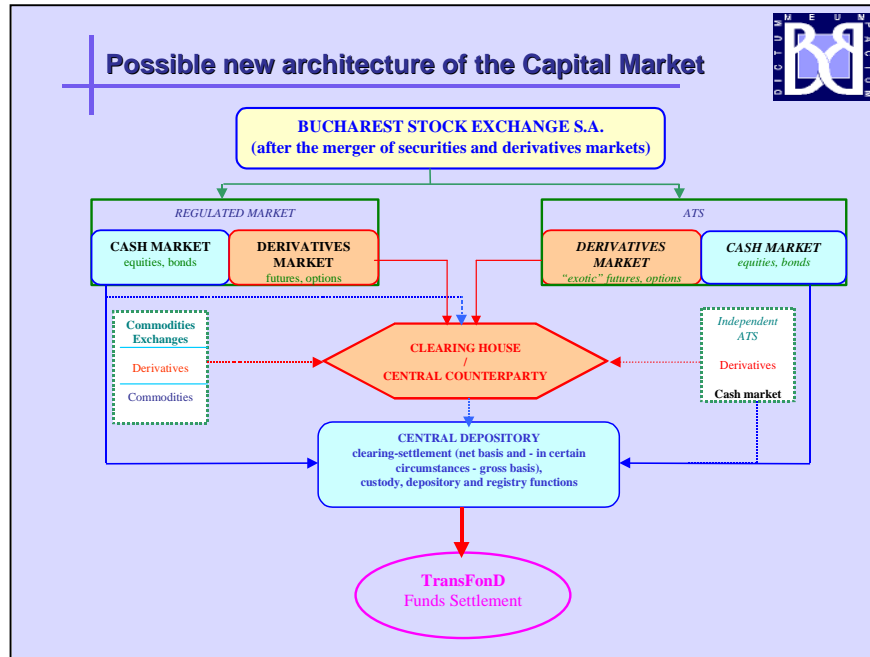 Possible new architecture of the Capital Market
DICTUM
MEUM
PACTUM
BUCHAREST STOCK EXCHANGE S.A.
(after the merger of securities and derivatives markets)
REGULATED MARKET
CASH MARKET
equities, bonds
DERIVATIVES
MARKET
futures, options
ATS
DERIVATIVES
MARKET
“exotic” futures, options
CASH MARKET
equities, bonds
Commodities
Exchanges
Derivatives
Commodities
CLEARING HOUSE
/
CENTRAL COUNTERPARTY
Independent
ATS
Derivatives
Cash market
CENTRAL DEPOSITORY
clearing-settlement (net basis and - in certain
circumstances - gross basis),
custody, depository and registry functions
TransFonD
Funds Settlement